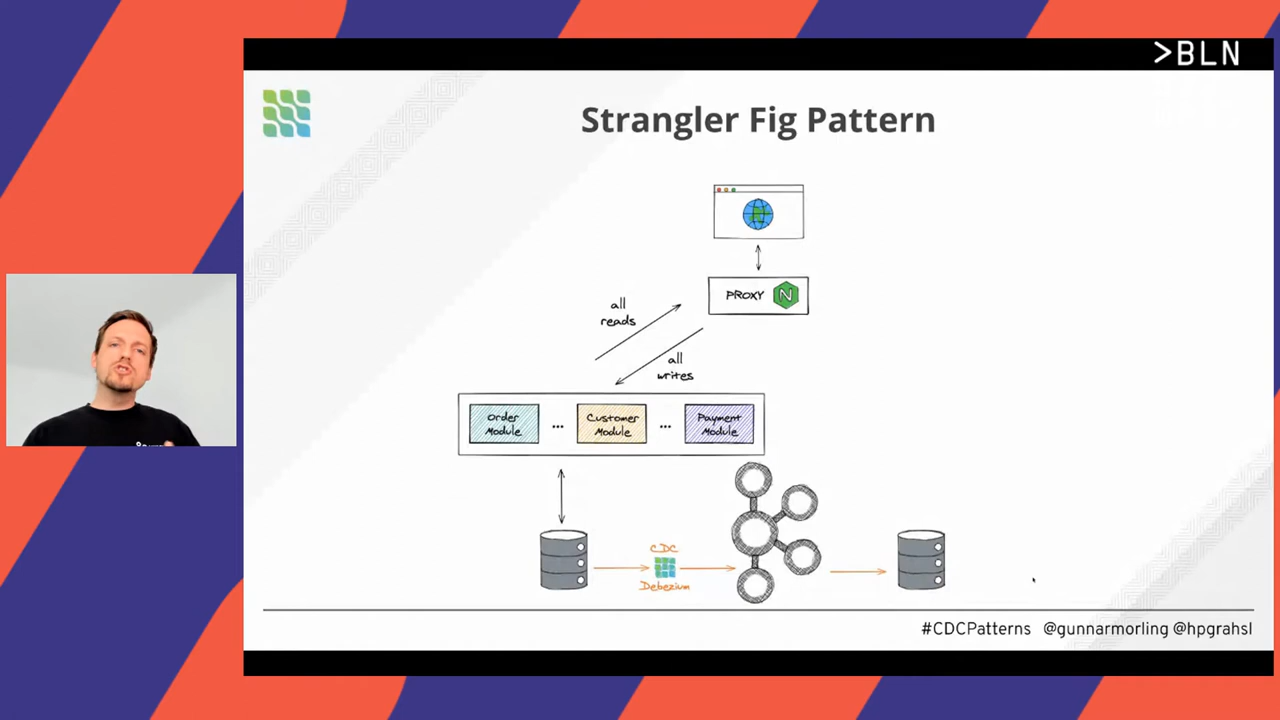 >BLN
Strangler Fig Pattern
PROXY N
all
reads
all
writes
Order
Module
...
Customer
Module
...
Payment
Module
CDC
Debezium
#CDCPatterns @gunnarmorling @hpgrahsl